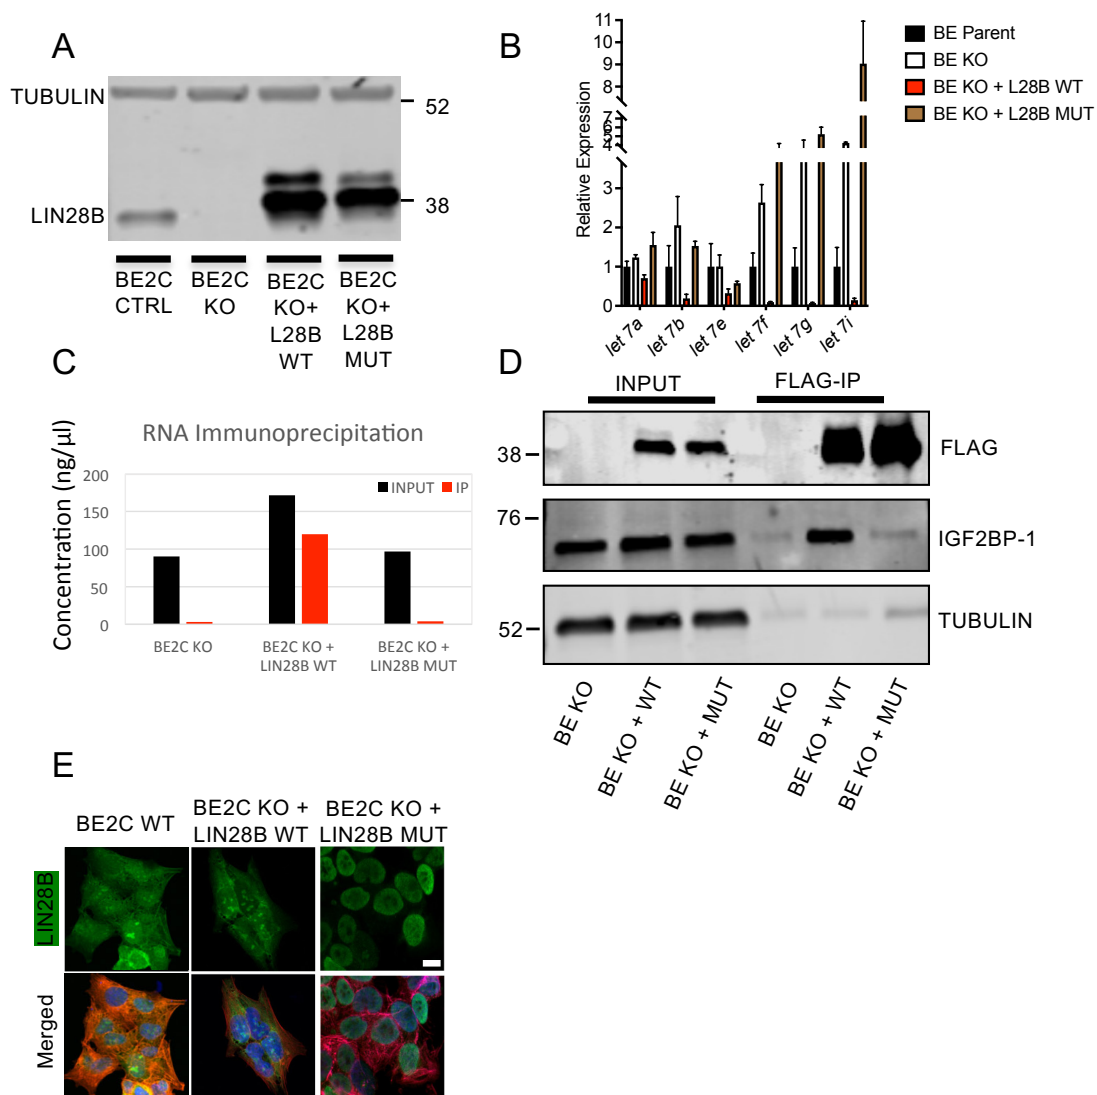 A
TUBULIN
52
LIN28B
38
BE2C
CTRL
BE2C
KO
BE2C
KO+
L28B
WT
BE2C
KO+
L28B
MUT
B
Relative Expression
11
10
9
8
7
6
5
4
3
2
1
0
let 7a
let 7b
let 7e
let 7f
let 7g
let 7i
BE Parent
BE KO
BE KO + L28B WT
BE KO + L28B MUT
C
RNA Immunoprecipitation
Concentration (ng/µl)
200
150
100
50
0
INPUT
IP
BE2C KO
BE2C KO +
LIN28B WT
BE2C KO +
LIN28B MUT
D
INPUT
FLAG-IP
38
FLAG
76
IGF2BP-1
52
TUBULIN
BE KO
BE KO + WT
BE KO + MUT
BE KO
BE KO + WT
BE KO + MUT
E
BE2C WT
BE2C KO +
LIN28B WT
BE2C KO +
LIN28B MUT
LIN28B
Merged